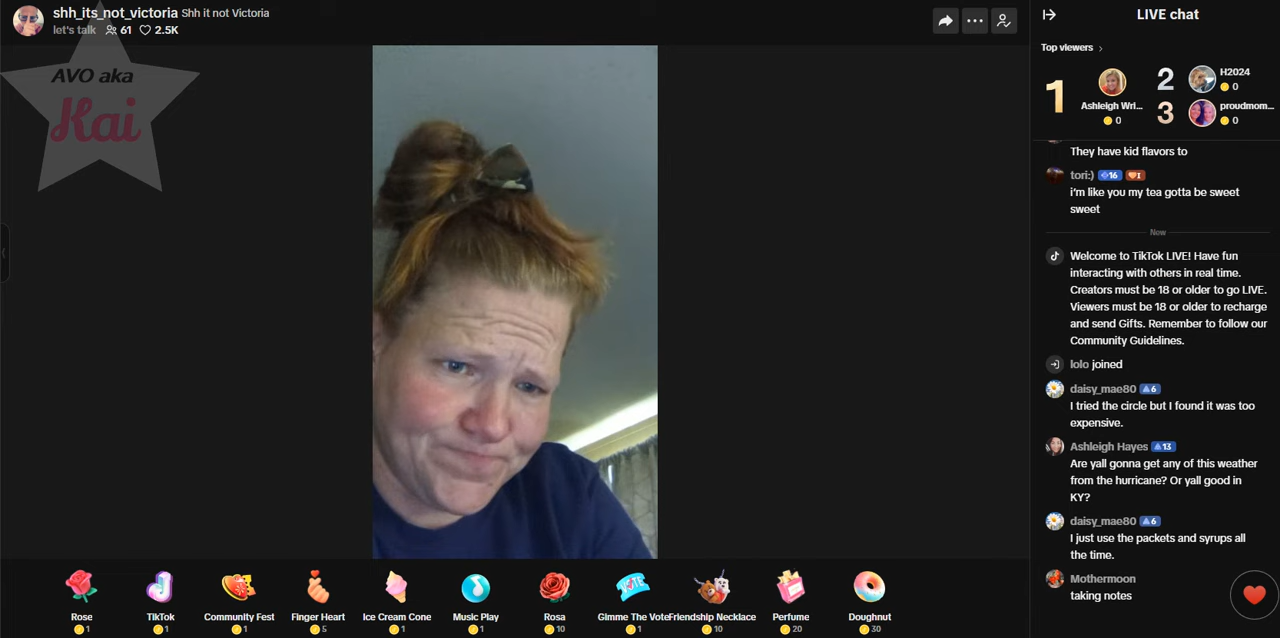 shh_its_not_victoria Shh it not Victoria
let's talk 61 2.5K
AVO aka
Kai
LIVE chat
Top viewers >
1
Ashleigh Wri...
0
2
H2024
0
3
proudmom...
0
They have kid flavors to
tori:) 16 1
i'm like you my tea gotta be sweet
sweet
Now
Welcome to TikTok LIVE! Have fun
interacting with others in real time.
Creators must be 18 or older to go LIVE.
Viewers must be 18 or older to recharge
and send Gifts. Remember to follow our
Community Guidelines.
lolo joined
daisy_mae80 6
I tried the circle but I found it was too
expensive.
Ashleigh Hayes 13
Are yall gonna get any of this weather
from the hurricane? Or yall good in
KY?
daisy_mae80 6
I just use the packets and syrups all
the time.
Mothermoon
taking notes
Rose
1
TikTok
1
Community Fest
1
Finger Heart
5
Ice Cream Cone
1
Music Play
1
Rosa
10
VOTE
Gimme The Vote
1
Friendship Necklace
10
Perfume
20
Doughnut
30